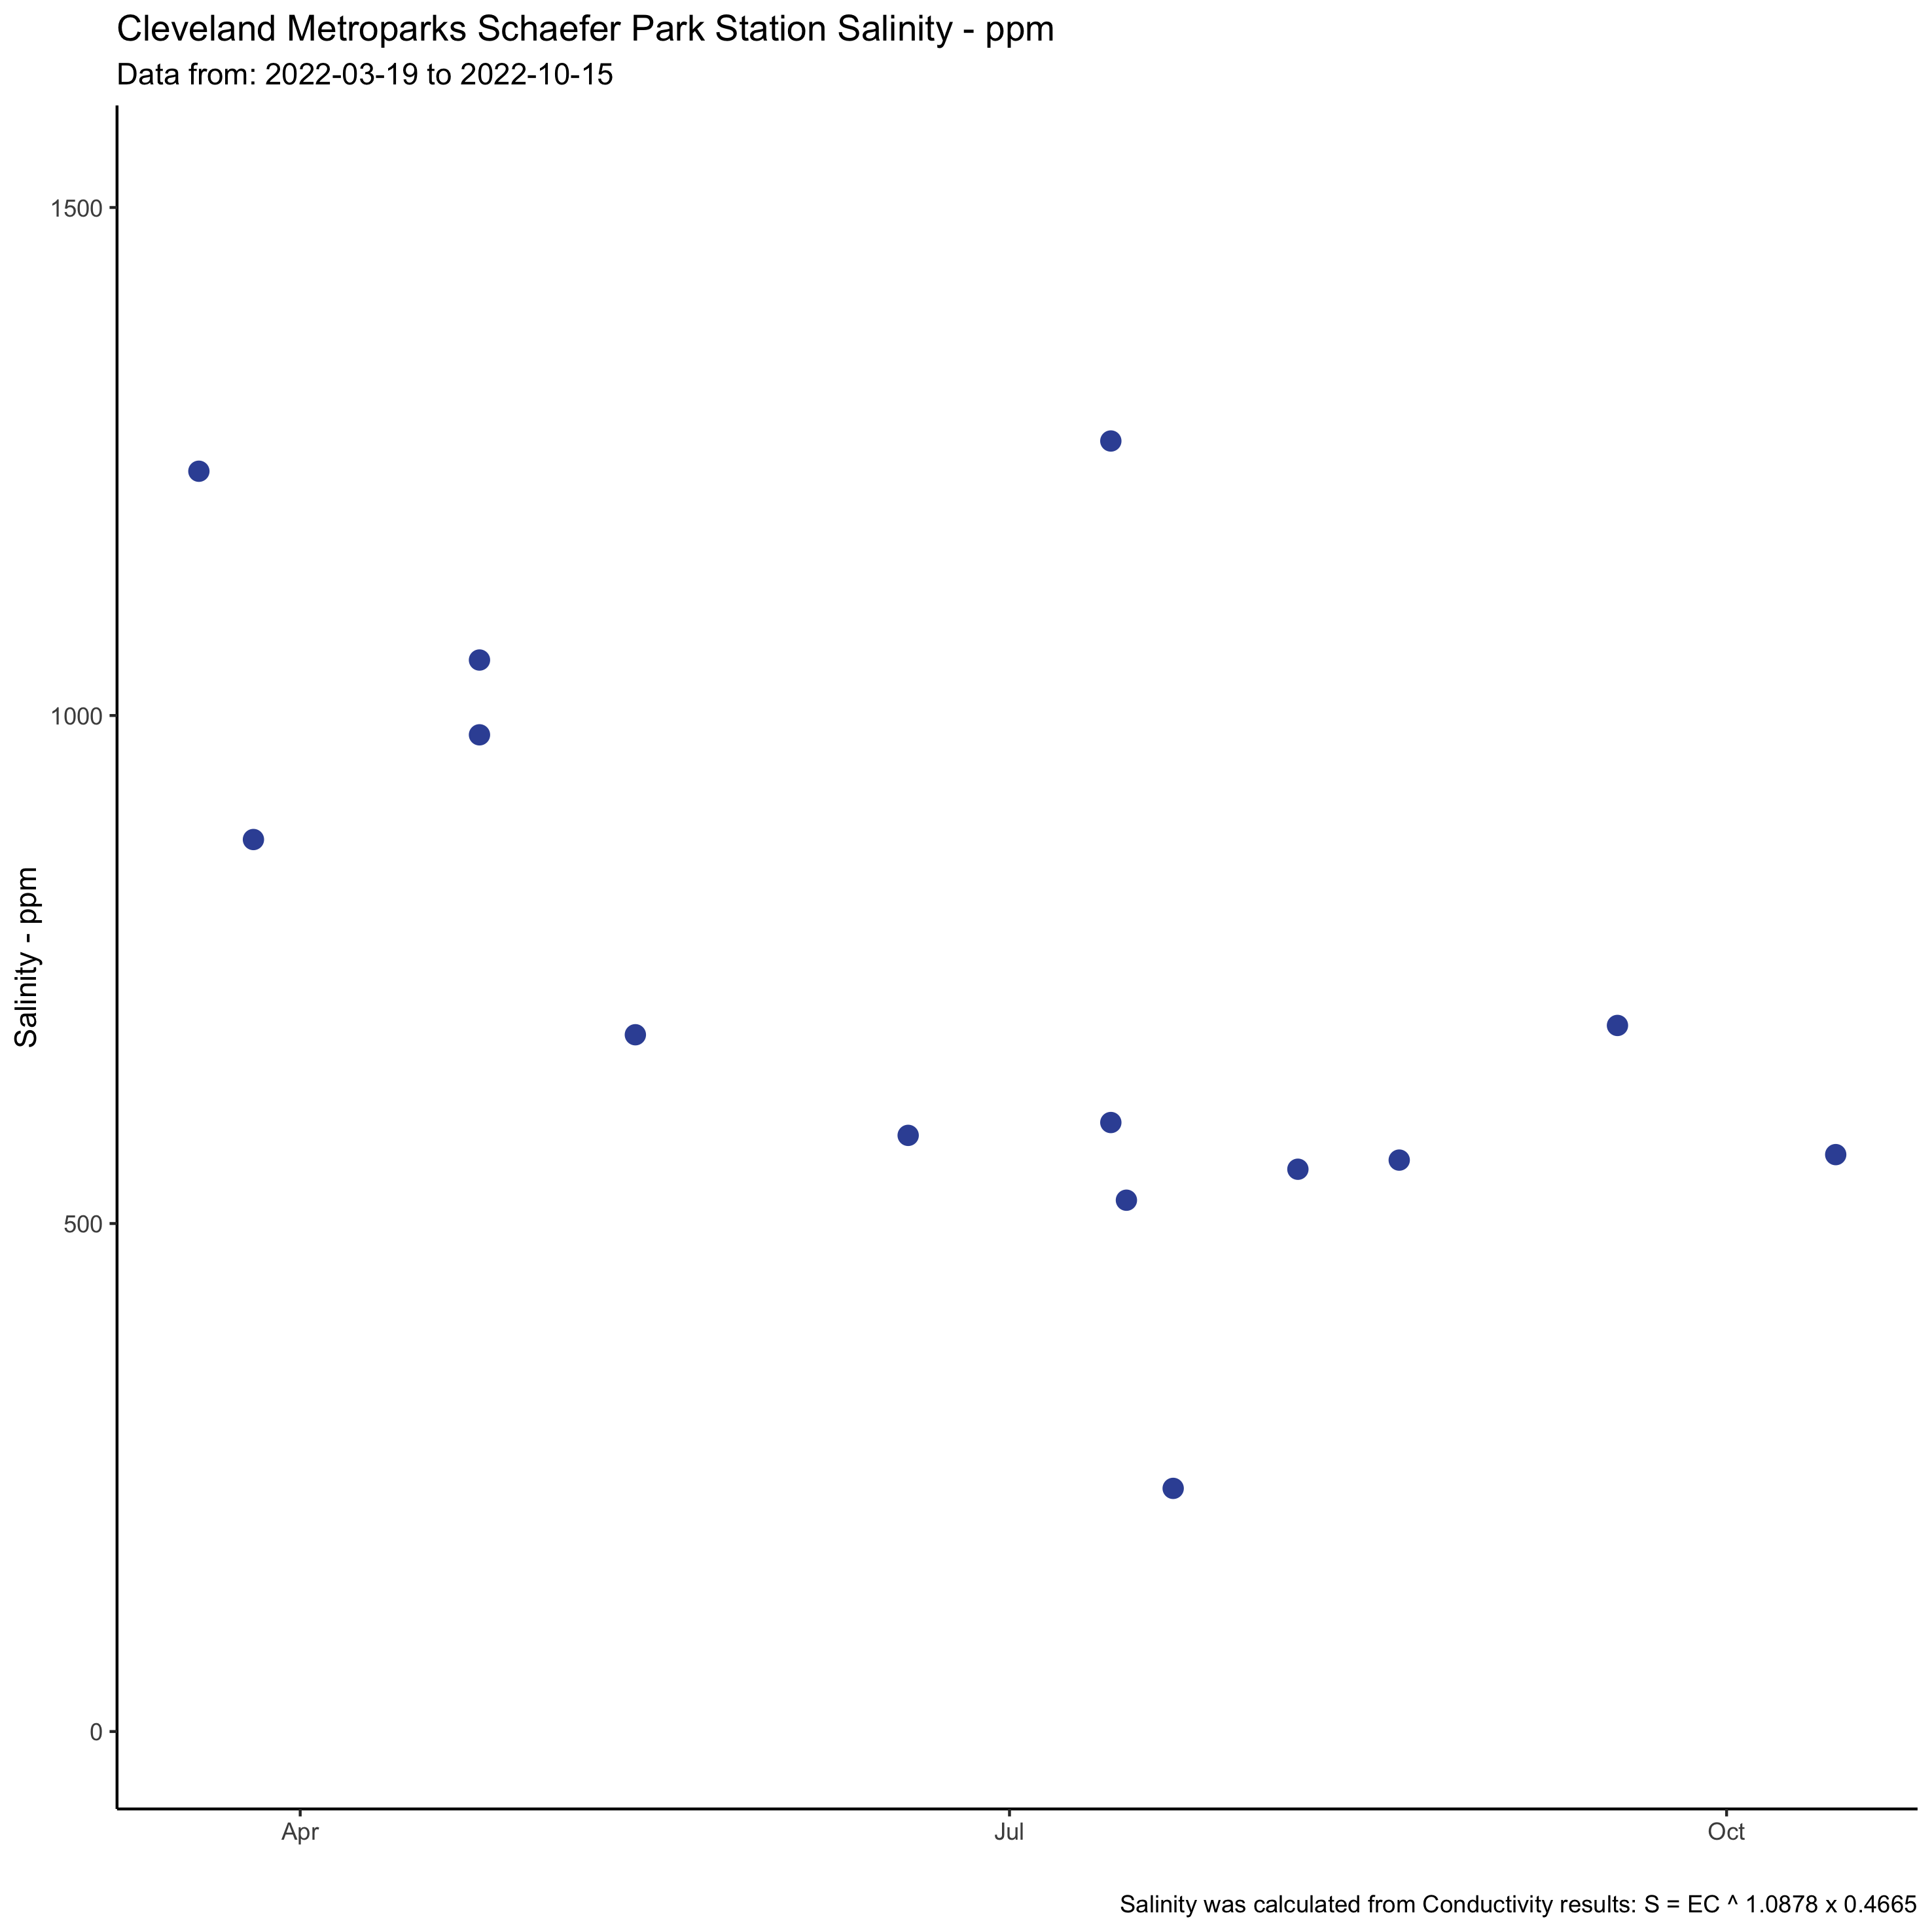 Cleveland Metroparks Schaefer Park Station Salinity - ppm
Data from: 2022-03-19 to 2022-10-15
Salinity - ppm
1500
1000
500
0
Apr Jul Oct
Salinity was calculated from Conductivity results: S = EC ^ 1.0878 x 0.4665